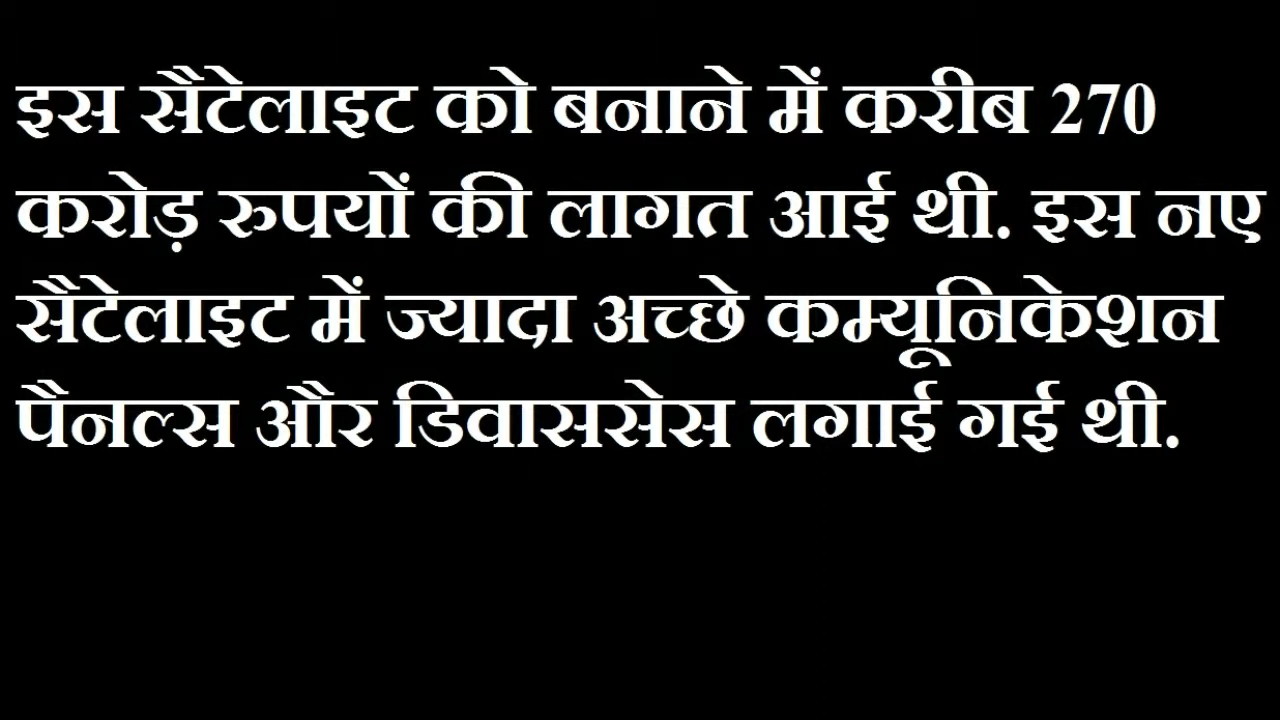 इस सैटेलाइट को बनाने में करीब 270
करोड़ रुपयों की लागत आई थी. इस नए
सैटेलाइट में ज्यादा अच्छे कम्यूनिकेशन
पैनल्स और डिवाससेस लगाई गई थी.